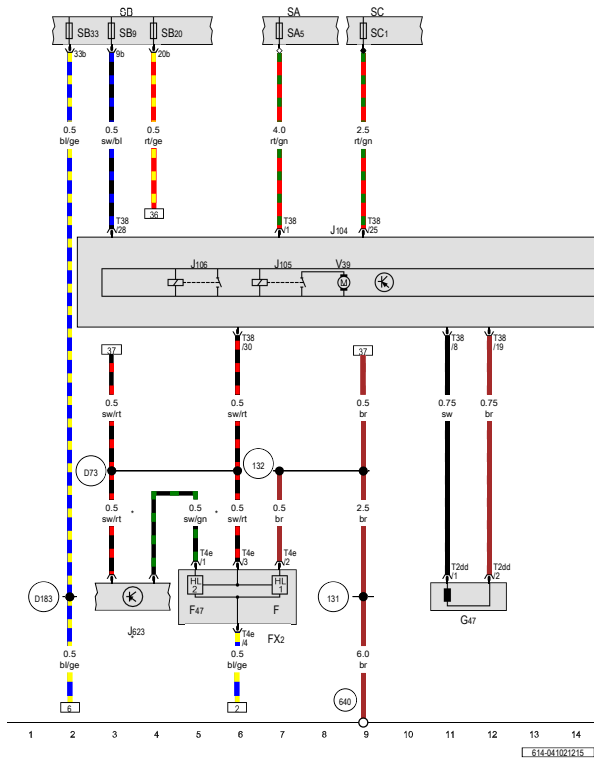 SB SA SC
SB33 SB9 SB20 SA5 SC1
33b 9b 20b
0.5 0.5 0.5 4.0 2.5
bl/ge sw/bl rt/ge rt/gn rt/gn
36
T38 T38 T38
/28 /1 /25
J104
J106 J105 V39
M
T38 T38 T38
/30 /8 /19
37 37
0.5 0.5 0.5 0.75 0.75
sw/rt sw/rt br sw br
D73 132
0.5 0.5 0.5 0.5 2.5
sw/rt sw/gn sw/rt br br
T4e T4e T4e T2dd T2dd
/1 /3 /2 /1 /2
HL HL
2 1
D183 131
F47 F G47
J623 FX2
T4e
/4
0.5 0.5 6.0
bl/ge bl/ge br
640
6 2
1 2 3 4 5 6 7 8 9 10 11 12 13 14
614-041021215